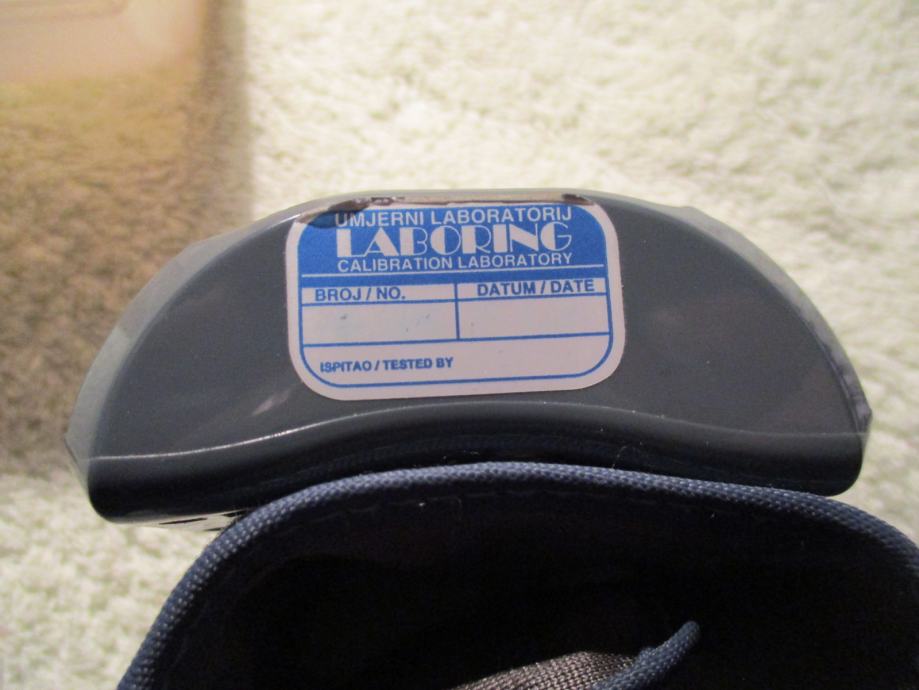 UMJERNI LABORATORIJ
LABORING
CALIBRATION LABORATORY
BROJ / NO. DATUM / DATE
ISPITAO / TESTED BY